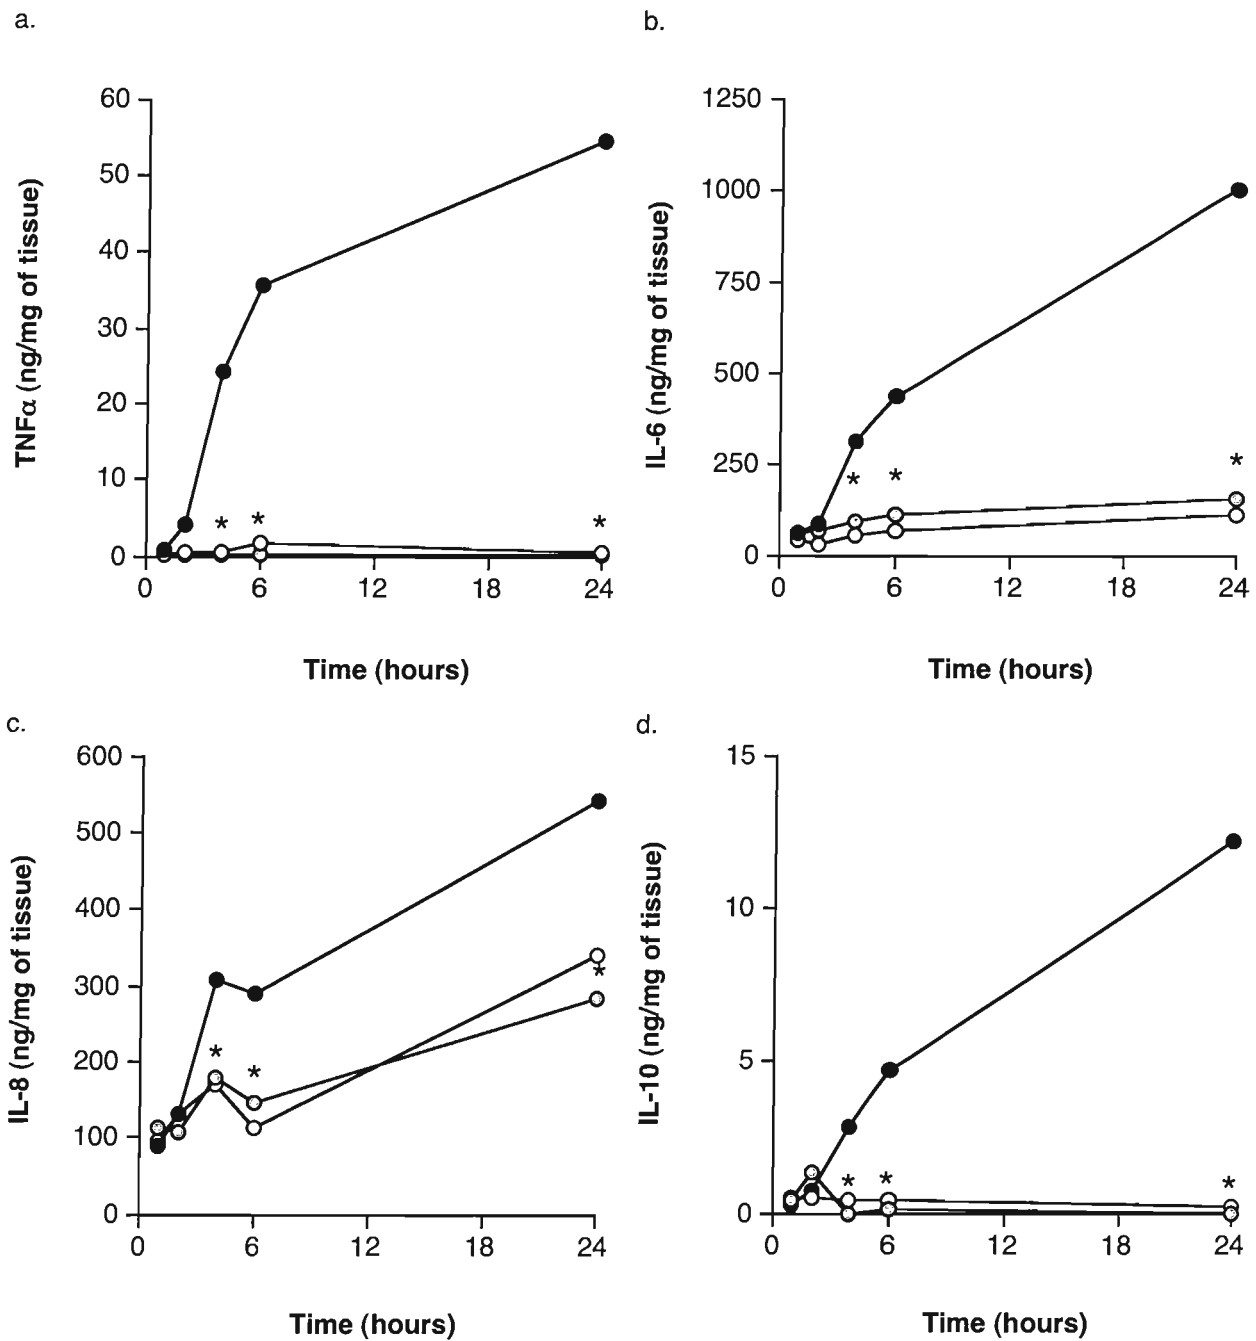 a.
TNFα (ng/mg of tissue)
60
50
40
30
20
10
0
* * *
0 6 12 18 24
Time (hours)
b.
IL-6 (ng/mg of tissue)
1250
1000
750
500
250
0
* * *
0 6 12 18 24
Time (hours)
c.
IL-8 (ng/mg of tissue)
600
500
400
300
200
100
0
* * *
0 6 12 18 24
Time (hours)
d.
IL-10 (ng/mg of tissue)
15
10
5
0
* * *
0 6 12 18 24
Time (hours)